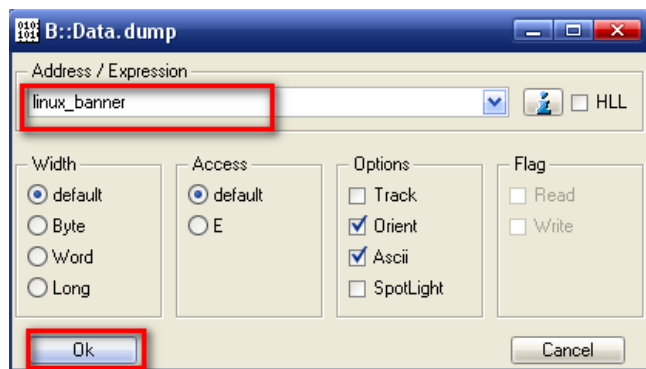 B::Data.dump
Address / Expression
linux_banner
HLL
Width Access Options Flag
default default Track Read
Byte E Orient Write
Word Ascii
Long SpotLight
Ok Cancel